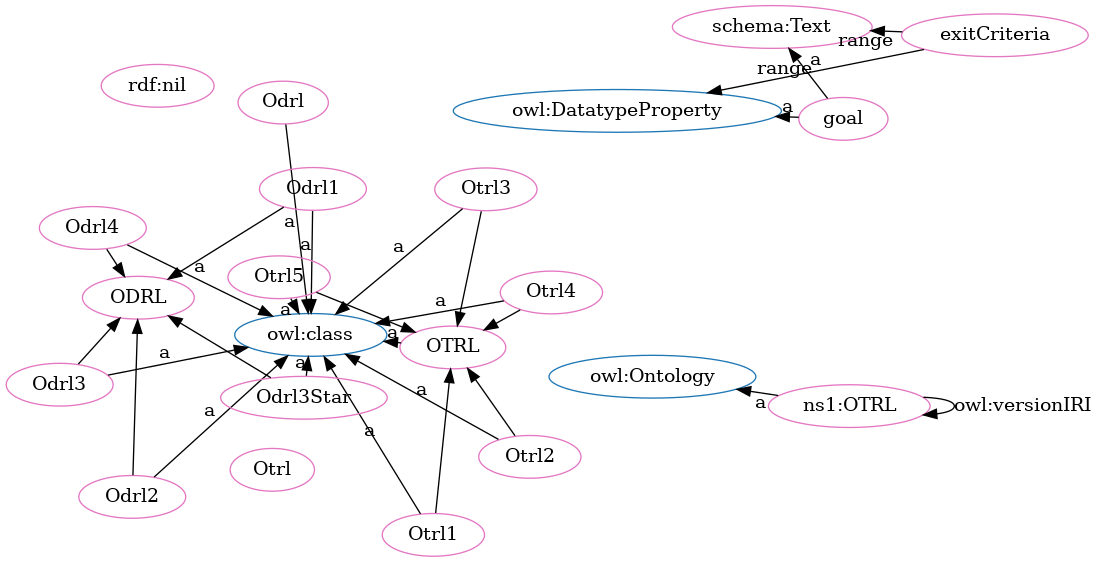 schema:Text
exitCriteria
range
a
range
rdf:nil
Odrl
owl:DatatypeProperty
a
goal
Odrl1
Otrl3
Odrl4
a
a
a
a
Otrl5
Otrl4
ODRL
a
a
owl:class
a
OTRL
a
a
owl:Ontology
Odrl3
Odrl3Star
a
a
ns1:OTRL
owl:versionIRI
a
a
Otrl2
Otrl
Odrl2
Otrl1